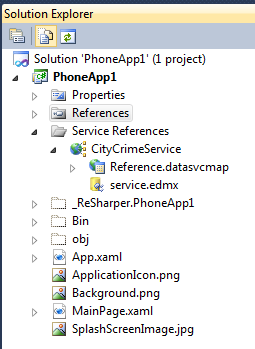 Solution Explorer
Solution 'PhoneApp1' (1 project)
PhoneApp1
Properties
References
Service References
CityCrimeService
Reference.datasvcmap
service.edmx
_ReSharper.PhoneApp1
Bin
obj
App.xaml
ApplicationIcon.png
Background.png
MainPage.xaml
SplashScreenImage.jpg